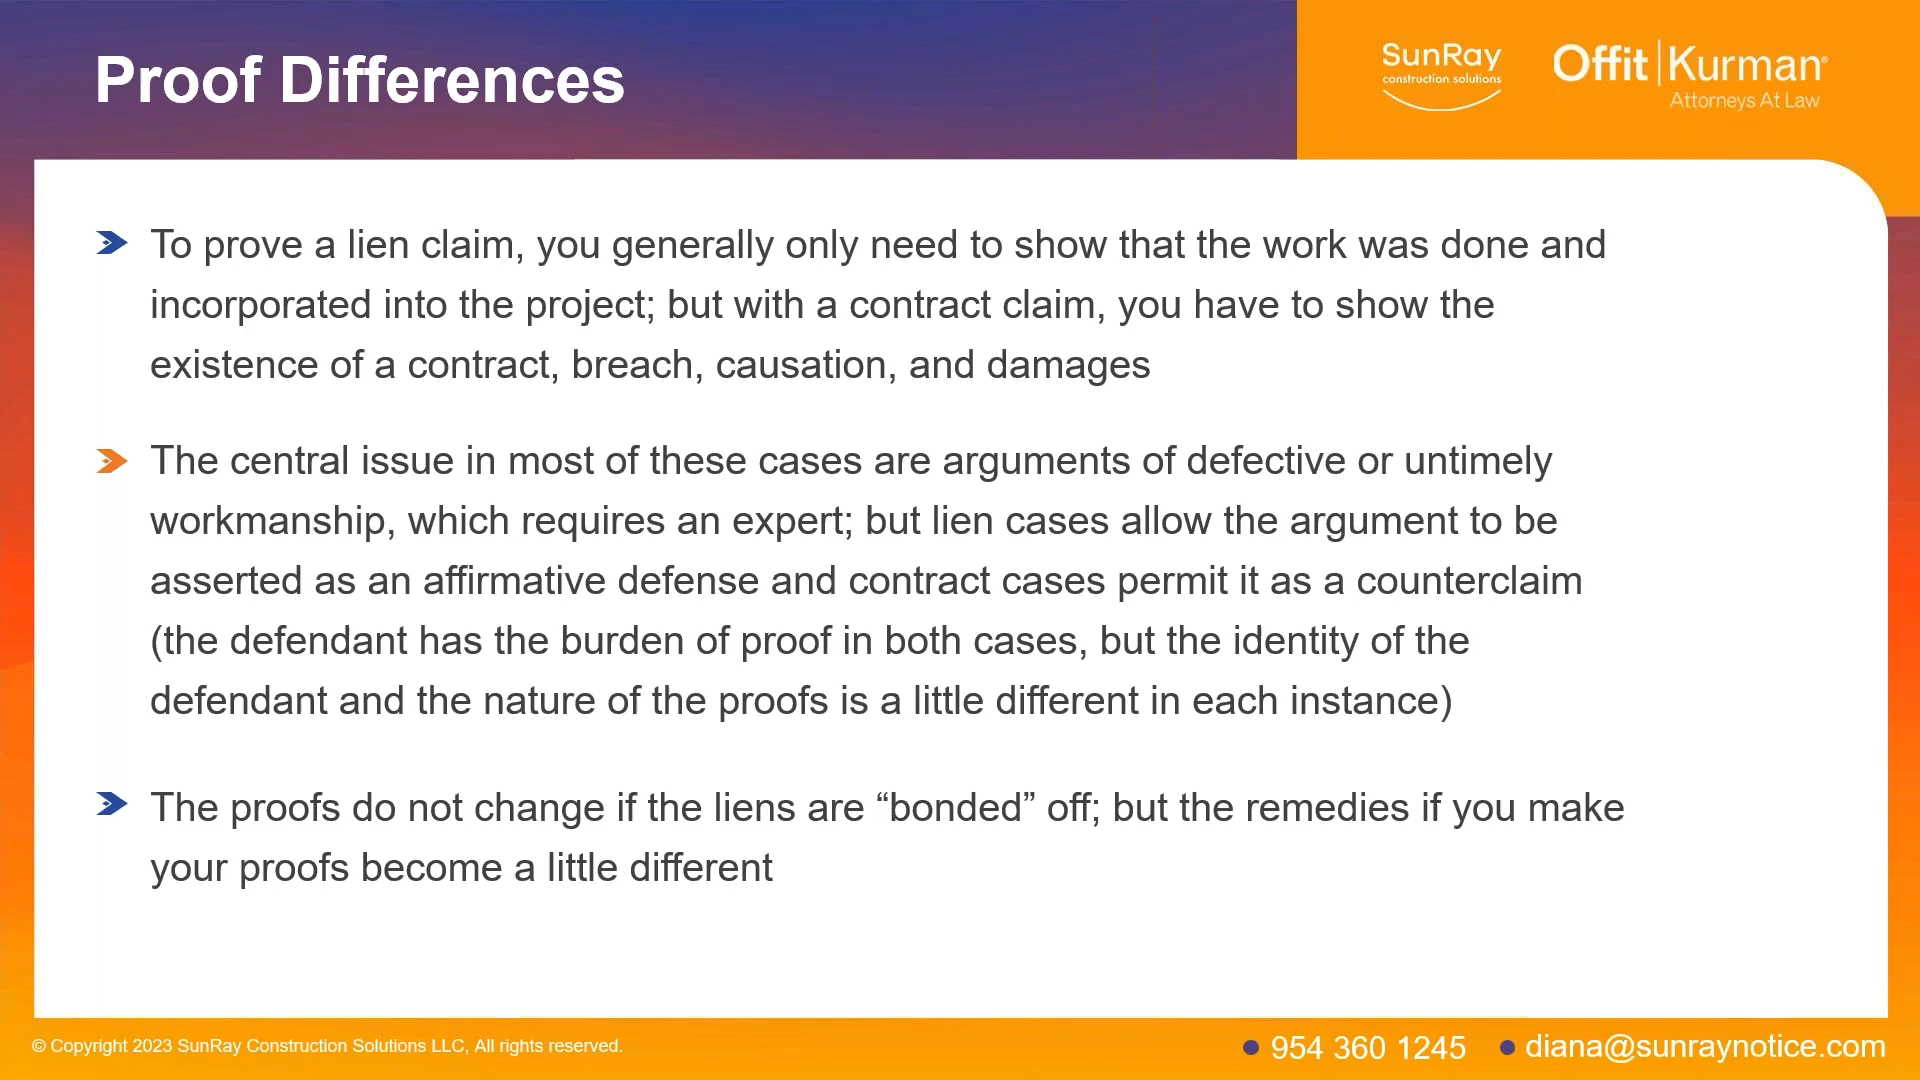 Proof Differences
SunRay
construction solutions
Offit | Kurman®
Attorneys At Law
To prove a lien claim, you generally only need to show that the work was done and
incorporated into the project; but with a contract claim, you have to show the
existence of a contract, breach, causation, and damages
The central issue in most of these cases are arguments of defective or untimely
workmanship, which requires an expert; but lien cases allow the argument to be
asserted as an affirmative defense and contract cases permit it as a counterclaim
(the defendant has the burden of proof in both cases, but the identity of the
defendant and the nature of the proofs is a little different in each instance)
The proofs do not change if the liens are “bonded” off; but the remedies if you make
your proofs become a little different
© Copyright 2023 SunRay Construction Solutions LLC, All rights reserved.
954 360 1245
diana@sunraynotice.com